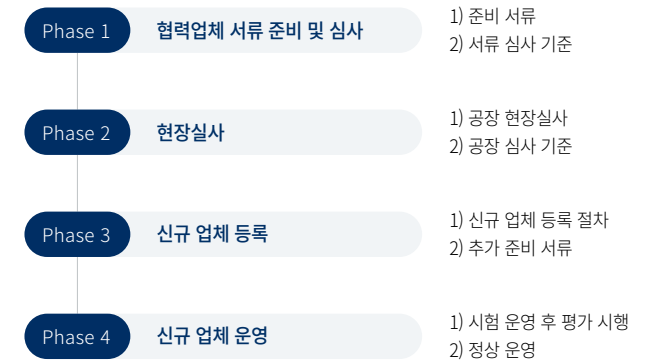 Phase 1 협력업체 서류 준비 및 심사
1) 준비 서류
2) 서류 심사 기준
Phase 2 현장실사
1) 공장 현장실사
2) 공장 심사 기준
Phase 3 신규 업체 등록
1) 신규 업체 등록 절차
2) 추가 준비 서류
Phase 4 신규 업체 운영
1) 시험 운영 후 평가 시행
2) 정상 운영